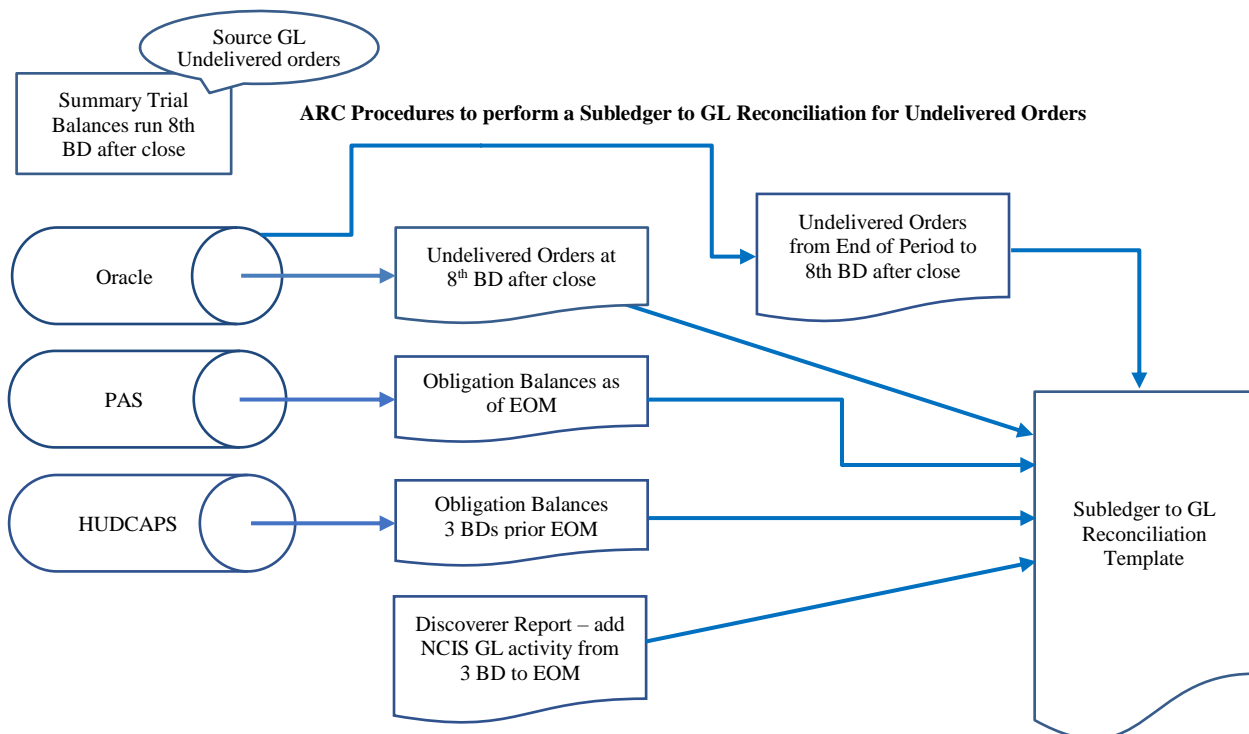 Source GL
Undelivered orders
Summary Trial
Balances run 8th
BD after close
ARC Procedures to perform a Subledger to GL Reconciliation for Undelivered Orders
Oracle
Undelivered Orders at
8th BD after close
Undelivered Orders
from End of Period to
8th BD after close
PAS
Obligation Balances as
of EOM
HUDCAPS
Obligation Balances
3 BDs prior EOM
Subledger to GL
Reconciliation
Template
Discoverer Report – add
NCIS GL activity from
3 BD to EOM